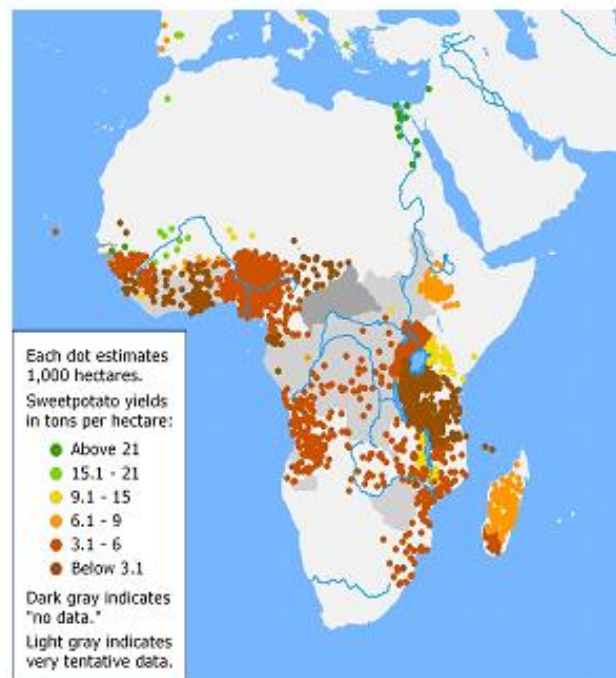 Each dot estimates
1,000 hectares.
Sweetpotato yields
in tons per hectare:
Above 21
15.1 - 21
9.1 - 15
6.1 - 9
3.1 - 6
Below 3.1
Dark gray indicates
"no data."
Light gray indicates
very tentative data.